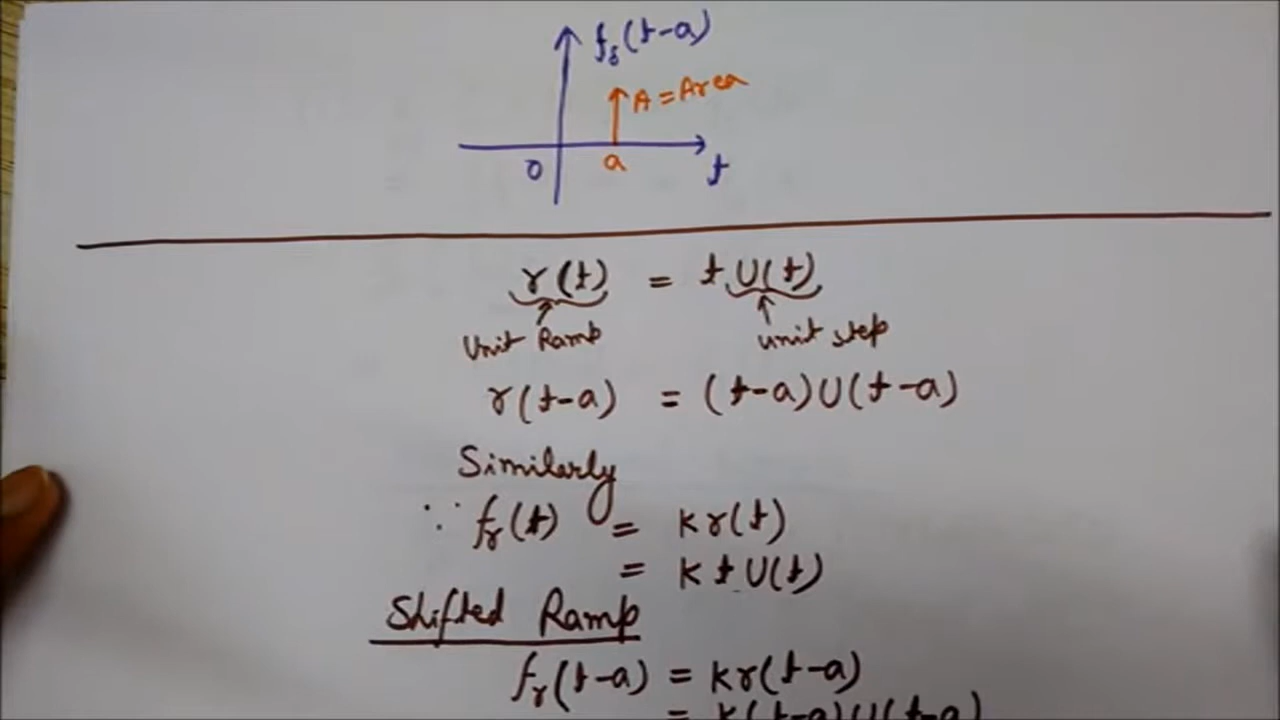 f_δ(t-a)
A = Area
0 a t
r(t) = t U(t)
Unit Ramp unit step
r(t-a) = (t-a)U(t-a)
Similarly
∵ f_r(t) = K r(t)
= K t U(t)
Shifted Ramp
f_r(t-a) = K r(t-a)
= K(t-a)U(t-a)